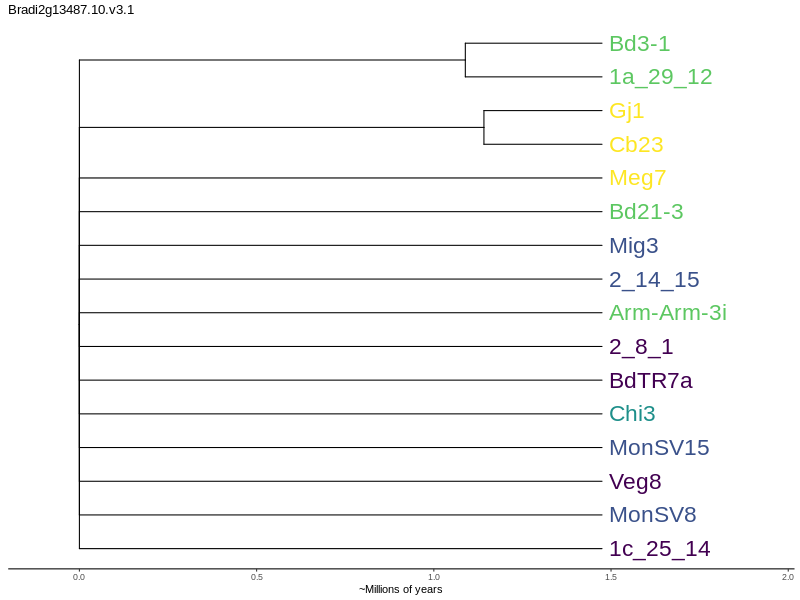 Bradi2g13487.10.v3.1
Bd3-1
1a_29_12
Gj1
Cb23
Meg7
Bd21-3
Mig3
2_14_15
Arm-Arm-3i
2_8_1
BdTR7a
Chi3
MonSV15
Veg8
MonSV8
1c_25_14
0.0 0.5 1.0 1.5 2.0
~Millions of years